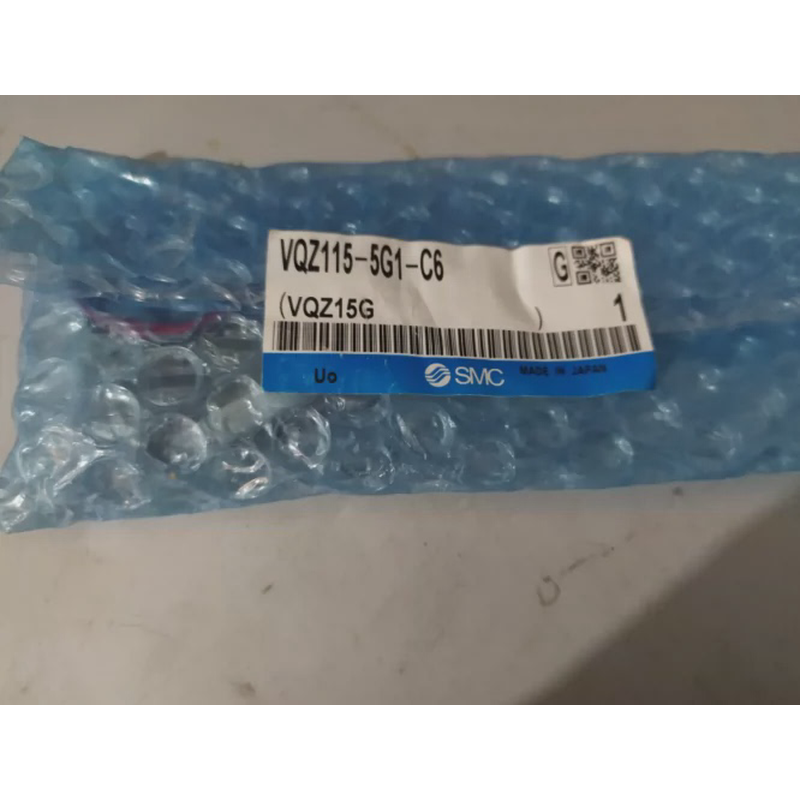 VQZ115-5G1-C6
G
(VQZ15G )
1
Uo
SMC
MADE IN JAPAN